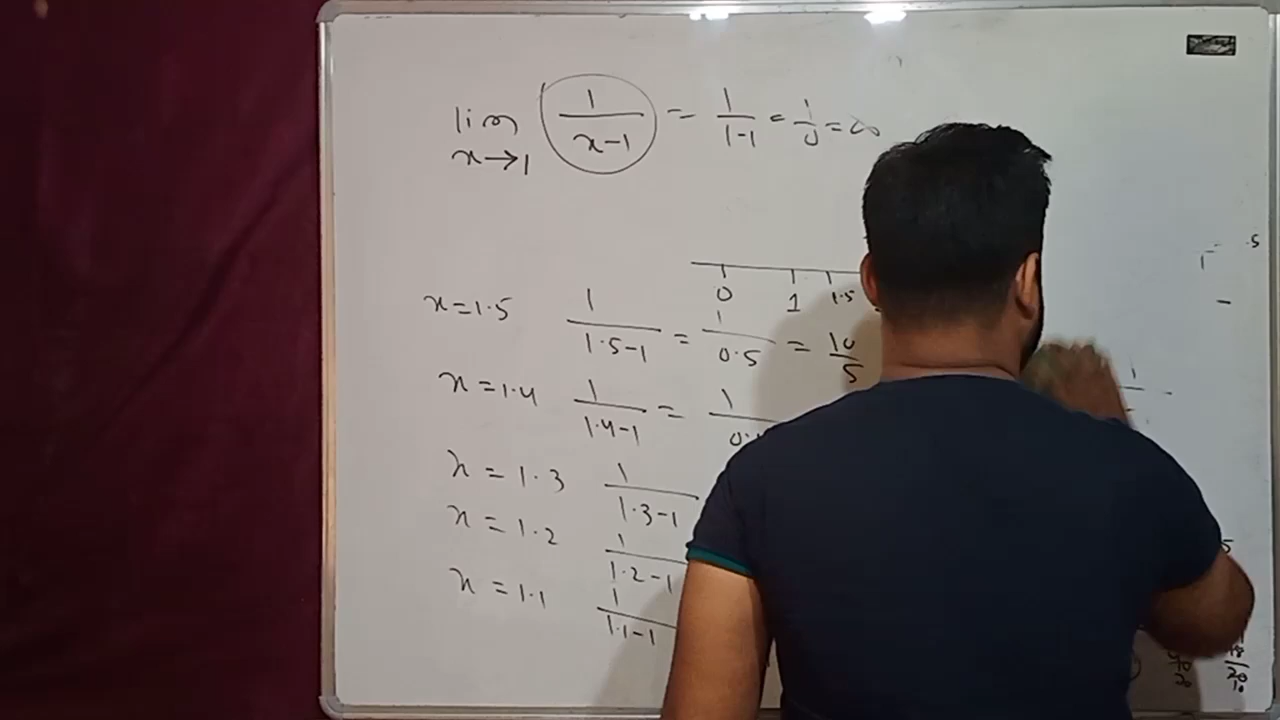 lim x→1 1/(x-1) = 1/(1-1) = 1/0 = ∞
0 1 1.5
x = 1.5 1/(1.5-1) = 1/0.5 = 10/5
x = 1.4 1/(1.4-1) = 1/0.
x = 1.3 1/(1.3-1)
x = 1.2 1/(1.2-1)
x = 1.1 1/(1.1-1)